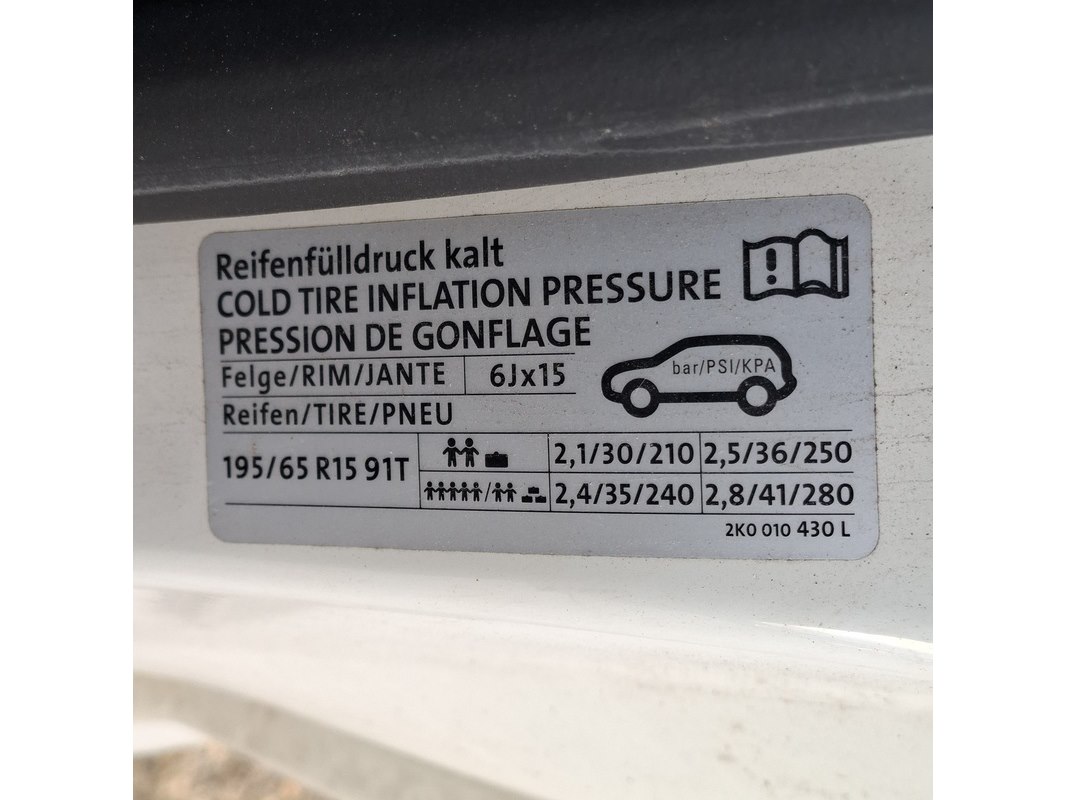 Reifenfülldruck kalt
COLD TIRE INFLATION PRESSURE
PRESSION DE GONFLAGE
Felge/RIM/JANTE 6Jx15
bar/PSI/KPA
Reifen/TIRE/PNEU
195/65 R15 91T
2,1/30/210 2,5/36/250
/ 2,4/35/240 2,8/41/280
2K0 010 430 L